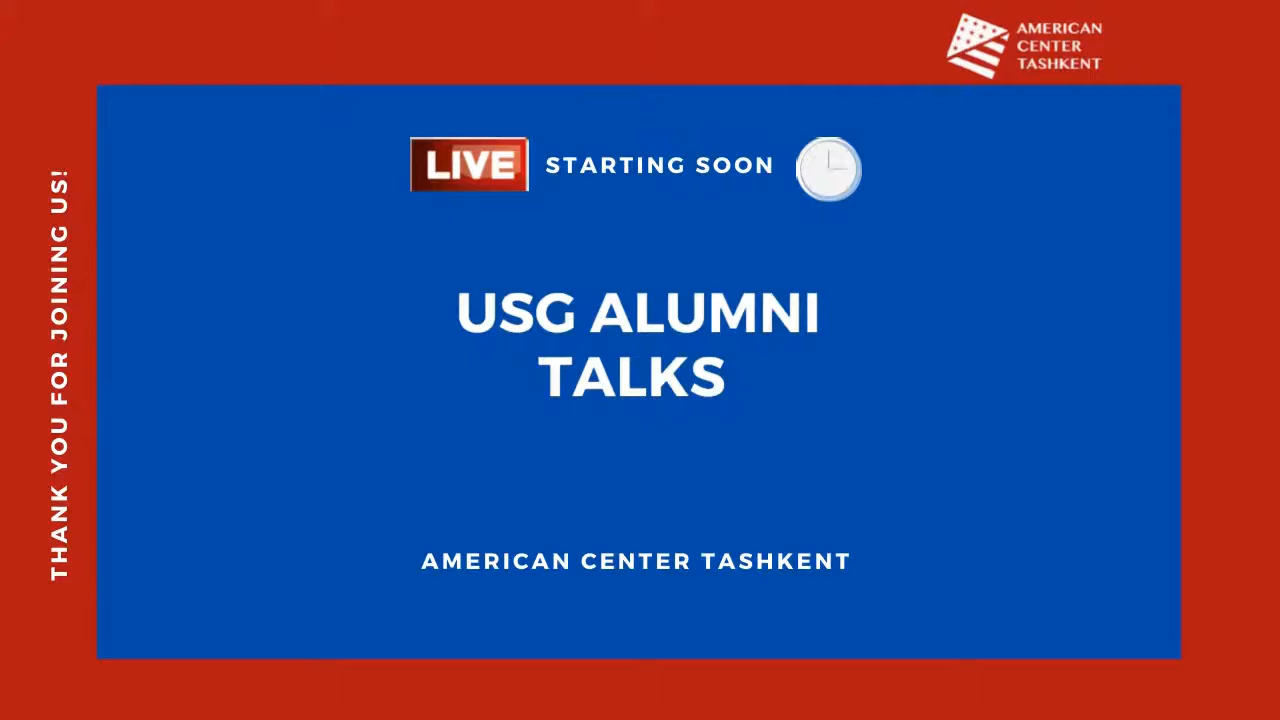 AMERICAN
CENTER
TASHKENT
LIVE STARTING SOON
USG ALUMNI
TALKS
AMERICAN CENTER TASHKENT
THANK YOU FOR JOINING US!